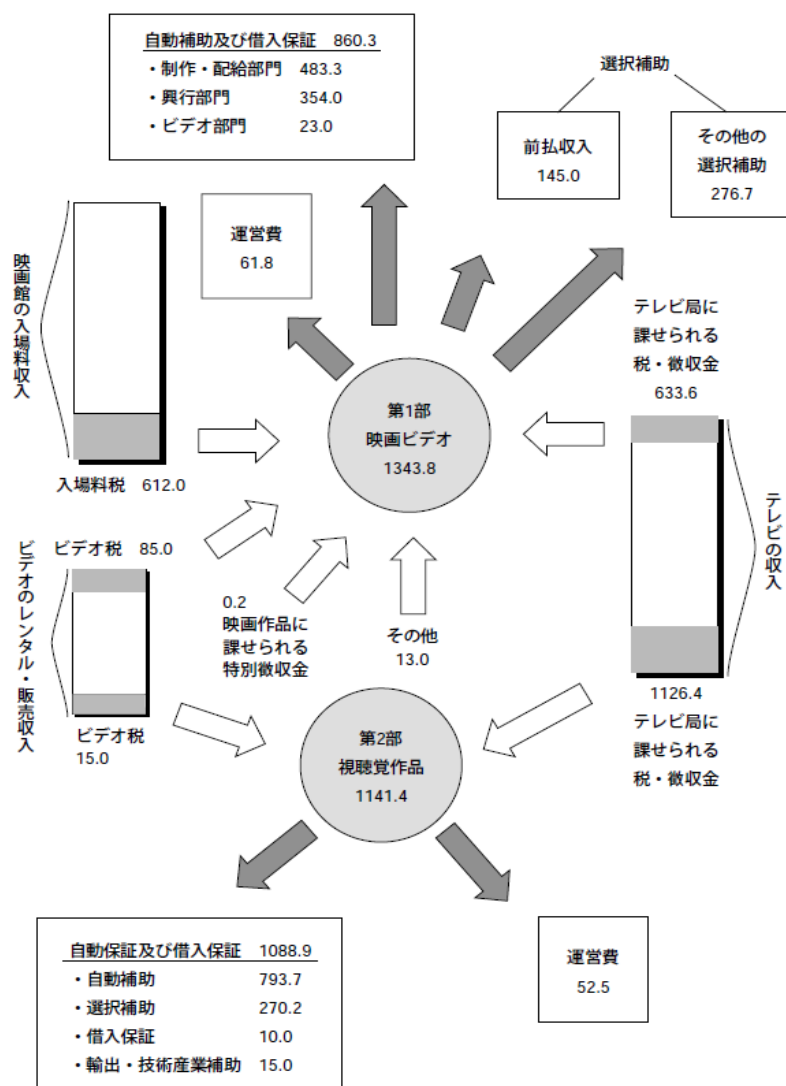 自動補助及び借入保証 860.3
・制作・配給部門 483.3
・興行部門 354.0
・ビデオ部門 23.0
選択補助
前払収入
145.0
その他の
選択補助
276.7
運営費
61.8
映画館の入場料収入
テレビ局に
課せられる
税・徴収金
633.6
第1部
映画ビデオ
1343.8
入場料税 612.0
テレビの収入
ビデオ税 85.0
ビデオのレンタル・販売収入
0.2
映画作品に
課せられる
特別徴収金
その他
13.0
ビデオ税
15.0
1126.4
テレビ局に
課せられる
税・徴収金
第2部
視聴覚作品
1141.4
自動保証及び借入保証 1088.9
・自動補助 793.7
・選択補助 270.2
・借入保証 10.0
・輸出・技術産業補助 15.0
運営費
52.5